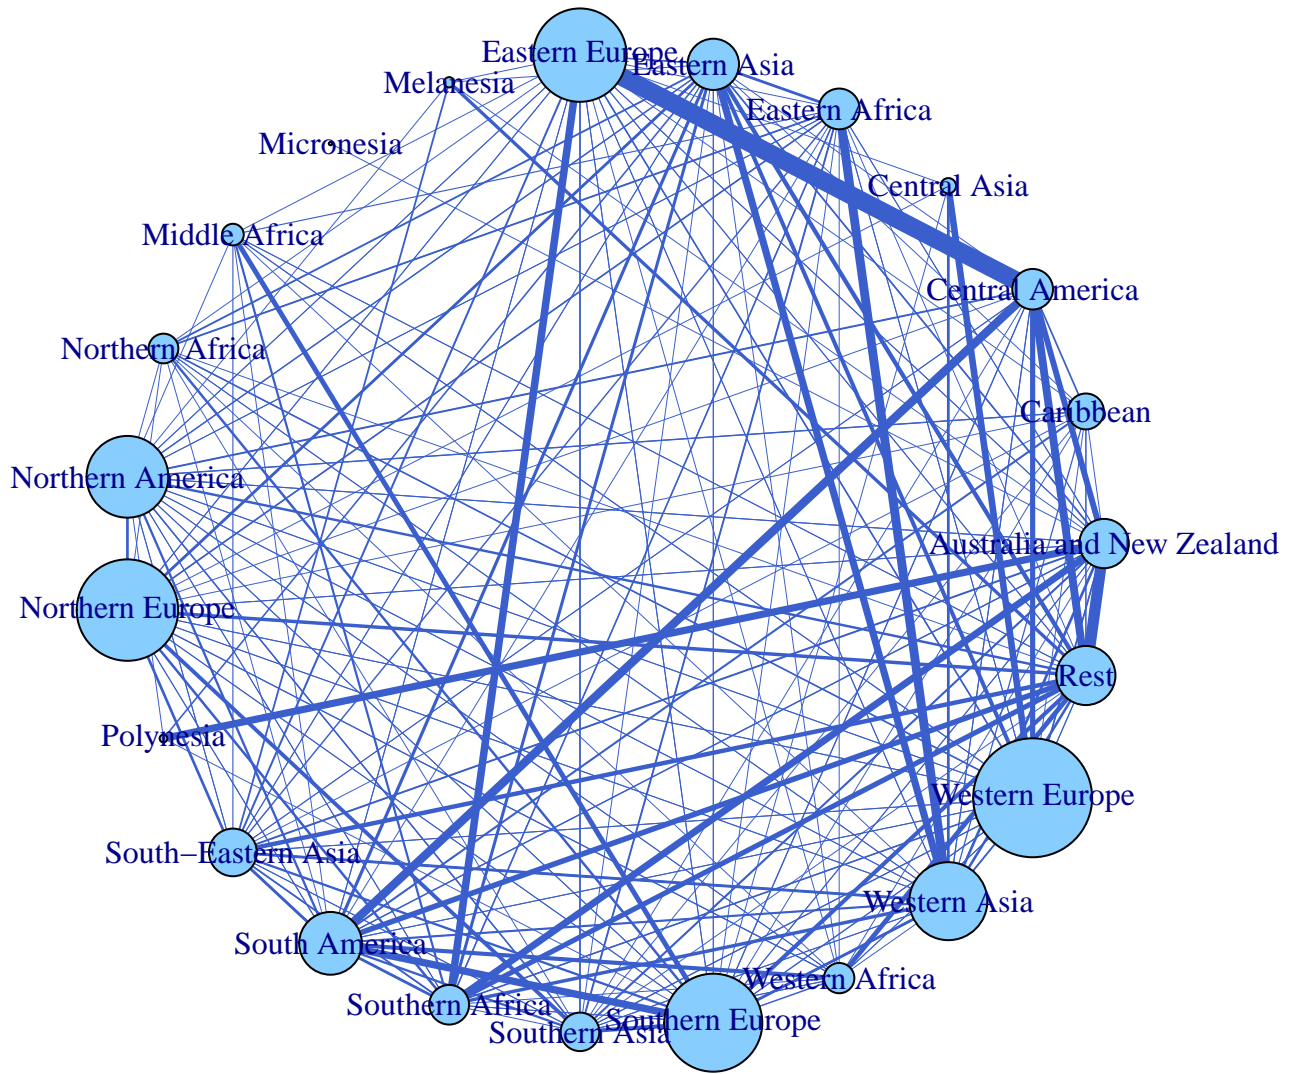 Eastern Europe
Eastern Asia
Melanesia
Eastern Africa
Micronesia
Central Asia
Middle Africa
Central America
Northern Africa
Caribbean
Northern America
Australia and New Zealand
Northern Europe
Rest
Polynesia
Western Europe
South−Eastern Asia
Western Asia
South America
Western Africa
Southern Africa
Southern Europe
Southern Asia